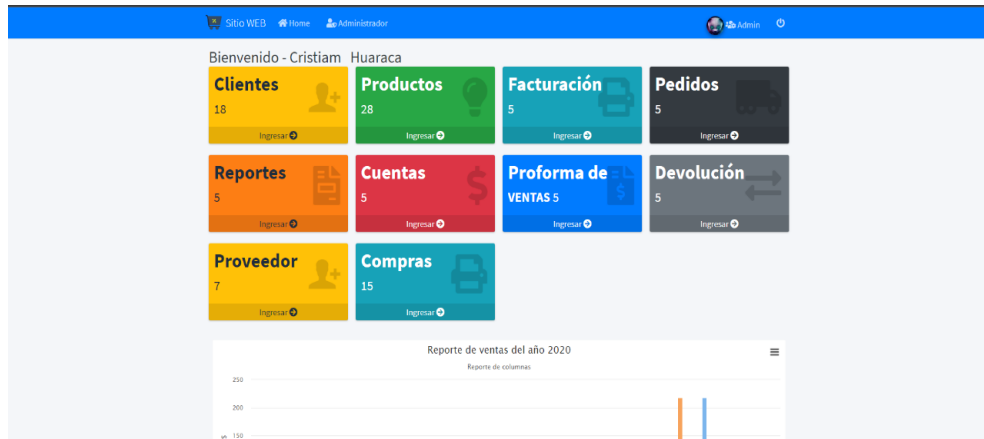 Sitio WEB Home Administrador Admin
Bienvenido - Cristiam Huaraca
Clientes
18
Ingresar
Productos
28
Ingresar
Facturación
5
Ingresar
Pedidos
5
Ingresar
Reportes
5
Ingresar
Cuentas
5
Ingresar
Proforma de
VENTAS 5
Ingresar
Devolución
5
Ingresar
Proveedor
7
Ingresar
Compras
15
Ingresar
Reporte de ventas del año 2020
Reporte de columnas
250
200
150